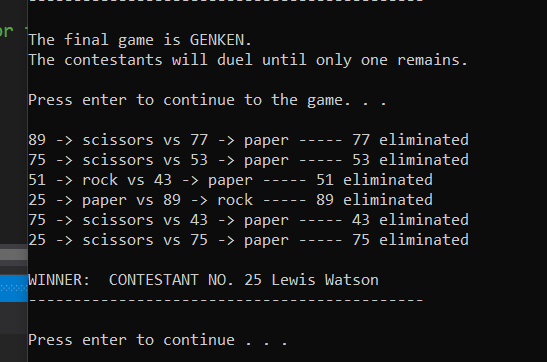 --------------------------------------------
or
The final game is GENKEN.
The contestants will duel until only one remains.
Press enter to continue to the game. . .
89 -> scissors vs 77 -> paper ----- 77 eliminated
75 -> scissors vs 53 -> paper ----- 53 eliminated
51 -> rock vs 43 -> paper ----- 51 eliminated
25 -> paper vs 89 -> rock ----- 89 eliminated
75 -> scissors vs 43 -> paper ----- 43 eliminated
25 -> scissors vs 75 -> paper ----- 75 eliminated
WINNER:  CONTESTANT NO. 25 Lewis Watson
--------------------------------------------
Press enter to continue . . .